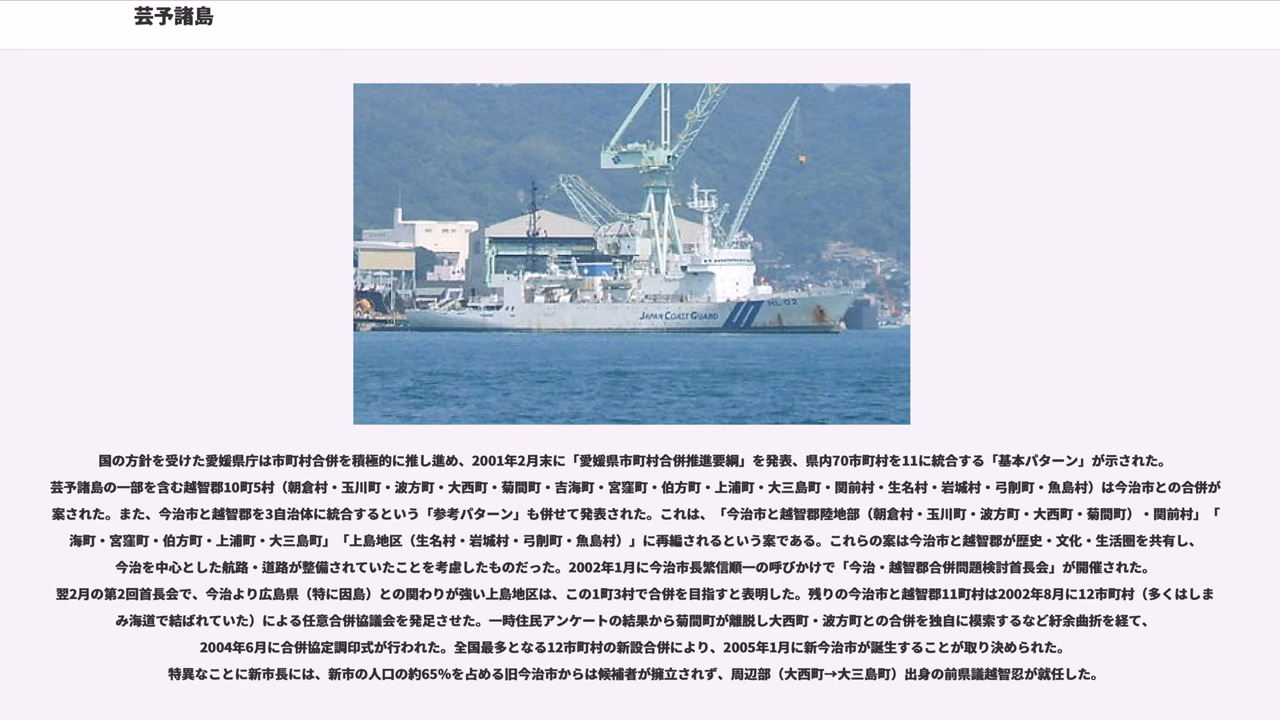 芸予諸島
JAPAN COAST GUARD
HL 02
国の方針を受けた愛媛県庁は市町村合併を積極的に推し進め、2001年2月末に「愛媛県市町村合併推進要綱」を発表、県内70市町村を11に統合する「基本パターン」が示された。
芸予諸島の一部を含む越智郡10町5村（朝倉村・玉川町・波方町・大西町・菊間町・吉海町・宮窪町・伯方町・上浦町・大三島町・関前村・生名村・岩城村・弓削町・魚島村）は今治市との合併が
案された。また、今治市と越智郡を3自治体に統合するという「参考パターン」も併せて発表された。これは、「今治市と越智郡陸地部（朝倉村・玉川町・波方町・大西町・菊間町）・関前村」「
海町・宮窪町・伯方町・上浦町・大三島町」「上島地区（生名村・岩城村・弓削町・魚島村）」に再編されるという案である。これらの案は今治市と越智郡が歴史・文化・生活圏を共有し、
今治を中心とした航路・道路が整備されていたことを考慮したものだった。2002年1月に今治市長繁信順一の呼びかけで「今治・越智郡合併問題検討首長会」が開催された。
翌2月の第2回首長会で、今治より広島県（特に因島）との関わりが強い上島地区は、この1町3村で合併を目指すと表明した。残りの今治市と越智郡11町村は2002年8月に12市町村（多くはしま
み海道で結ばれていた）による任意合併協議会を発足させた。一時住民アンケートの結果から菊間町が離脱し大西町・波方町との合併を独自に模索するなど紆余曲折を経て、
2004年6月に合併協定調印式が行われた。全国最多となる12市町村の新設合併により、2005年1月に新今治市が誕生することが取り決められた。
特異なことに新市長には、新市の人口の約65%を占める旧今治市からは候補者が擁立されず、周辺部（大西町→大三島町）出身の前県議越智忍が就任した。